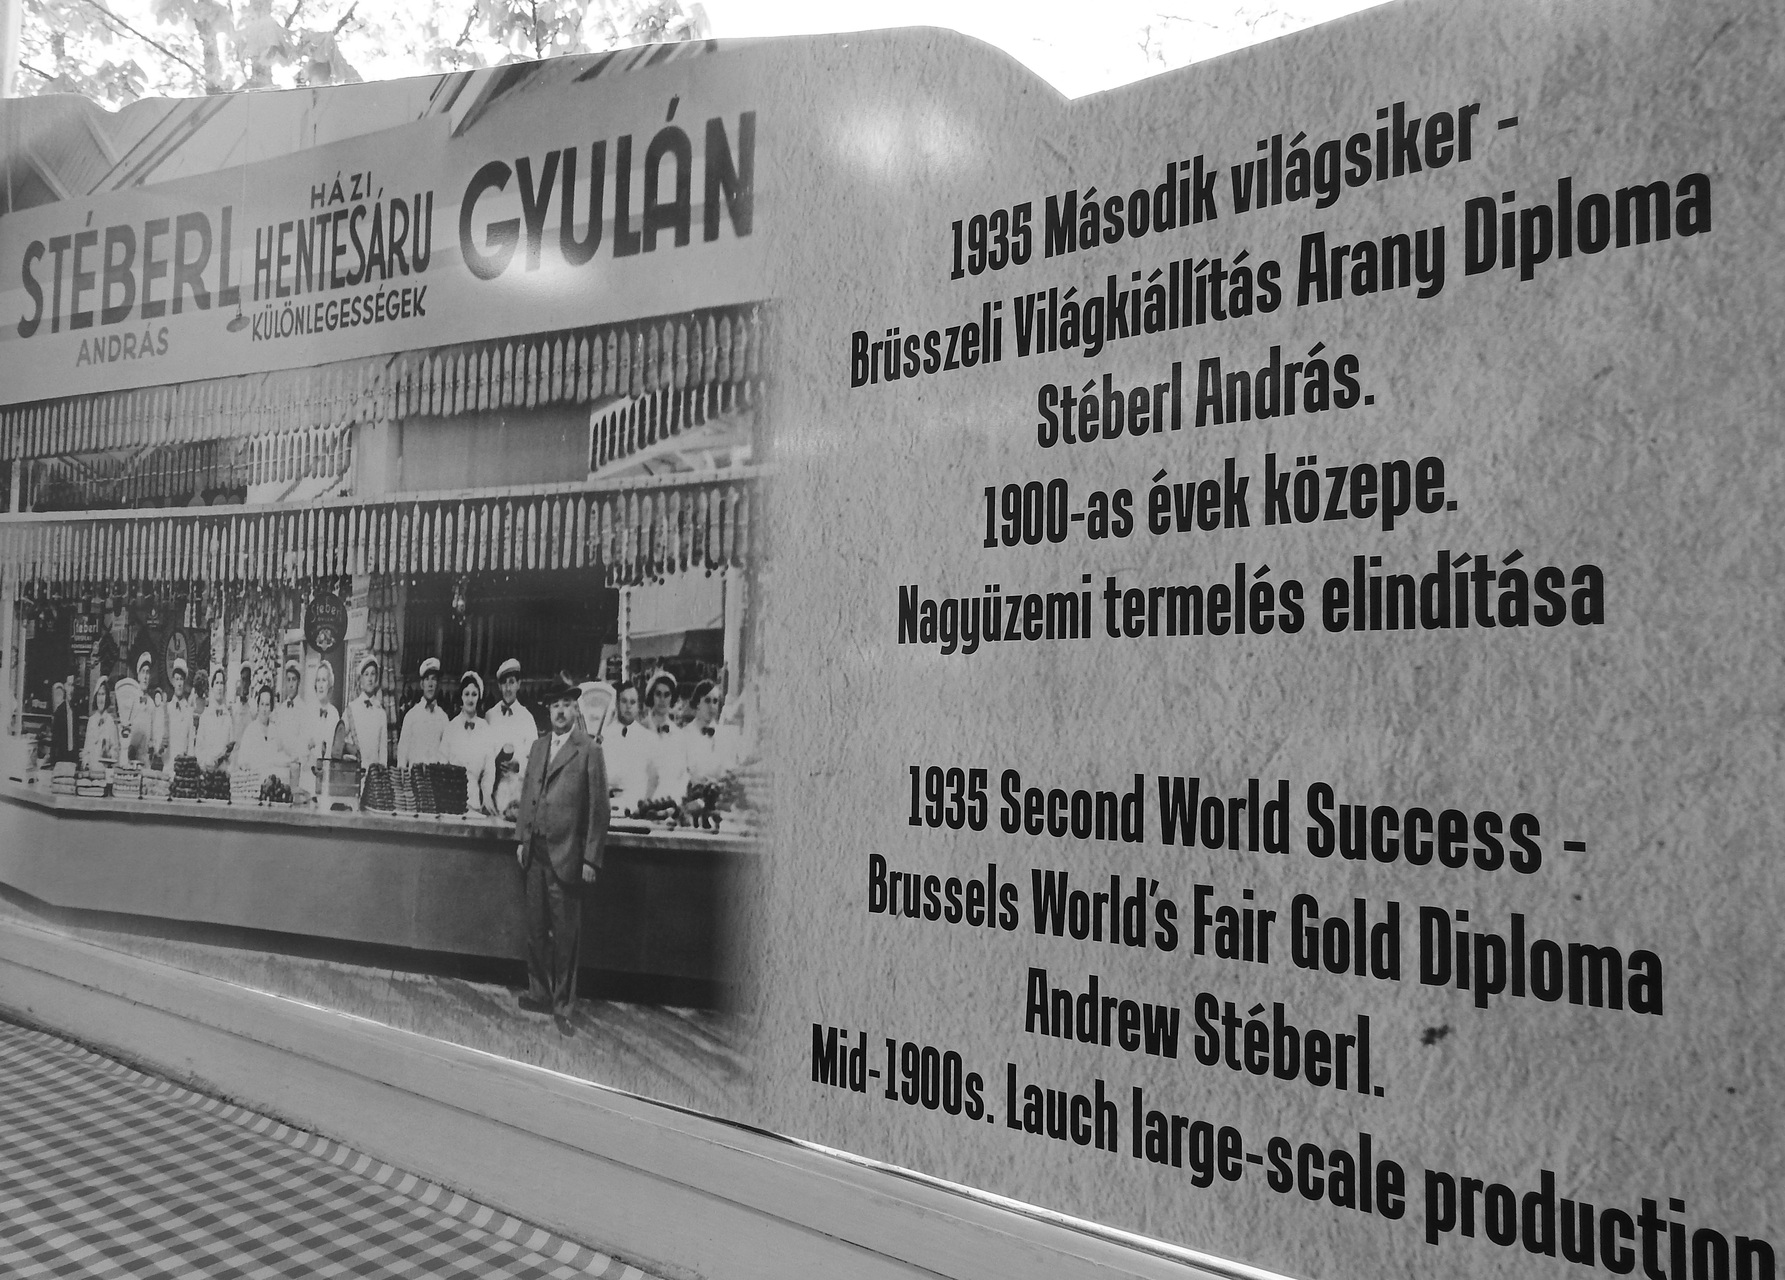 STÉBERL
ANDRÁS
HÁZI
HENTESÁRU
KÜLÖNLEGESSÉGEK
GYULÁN
Stéberl
Stéberl
1935 Második világsiker -
Brüsszeli Világkiállítás Arany Diploma
Stéberl András.
1900-as évek közepe.
Nagyüzemi termelés elindítása
1935 Second World Success -
Brussels World's Fair Gold Diploma
Andrew Stéberl.
Mid-1900s. Lauch large-scale production